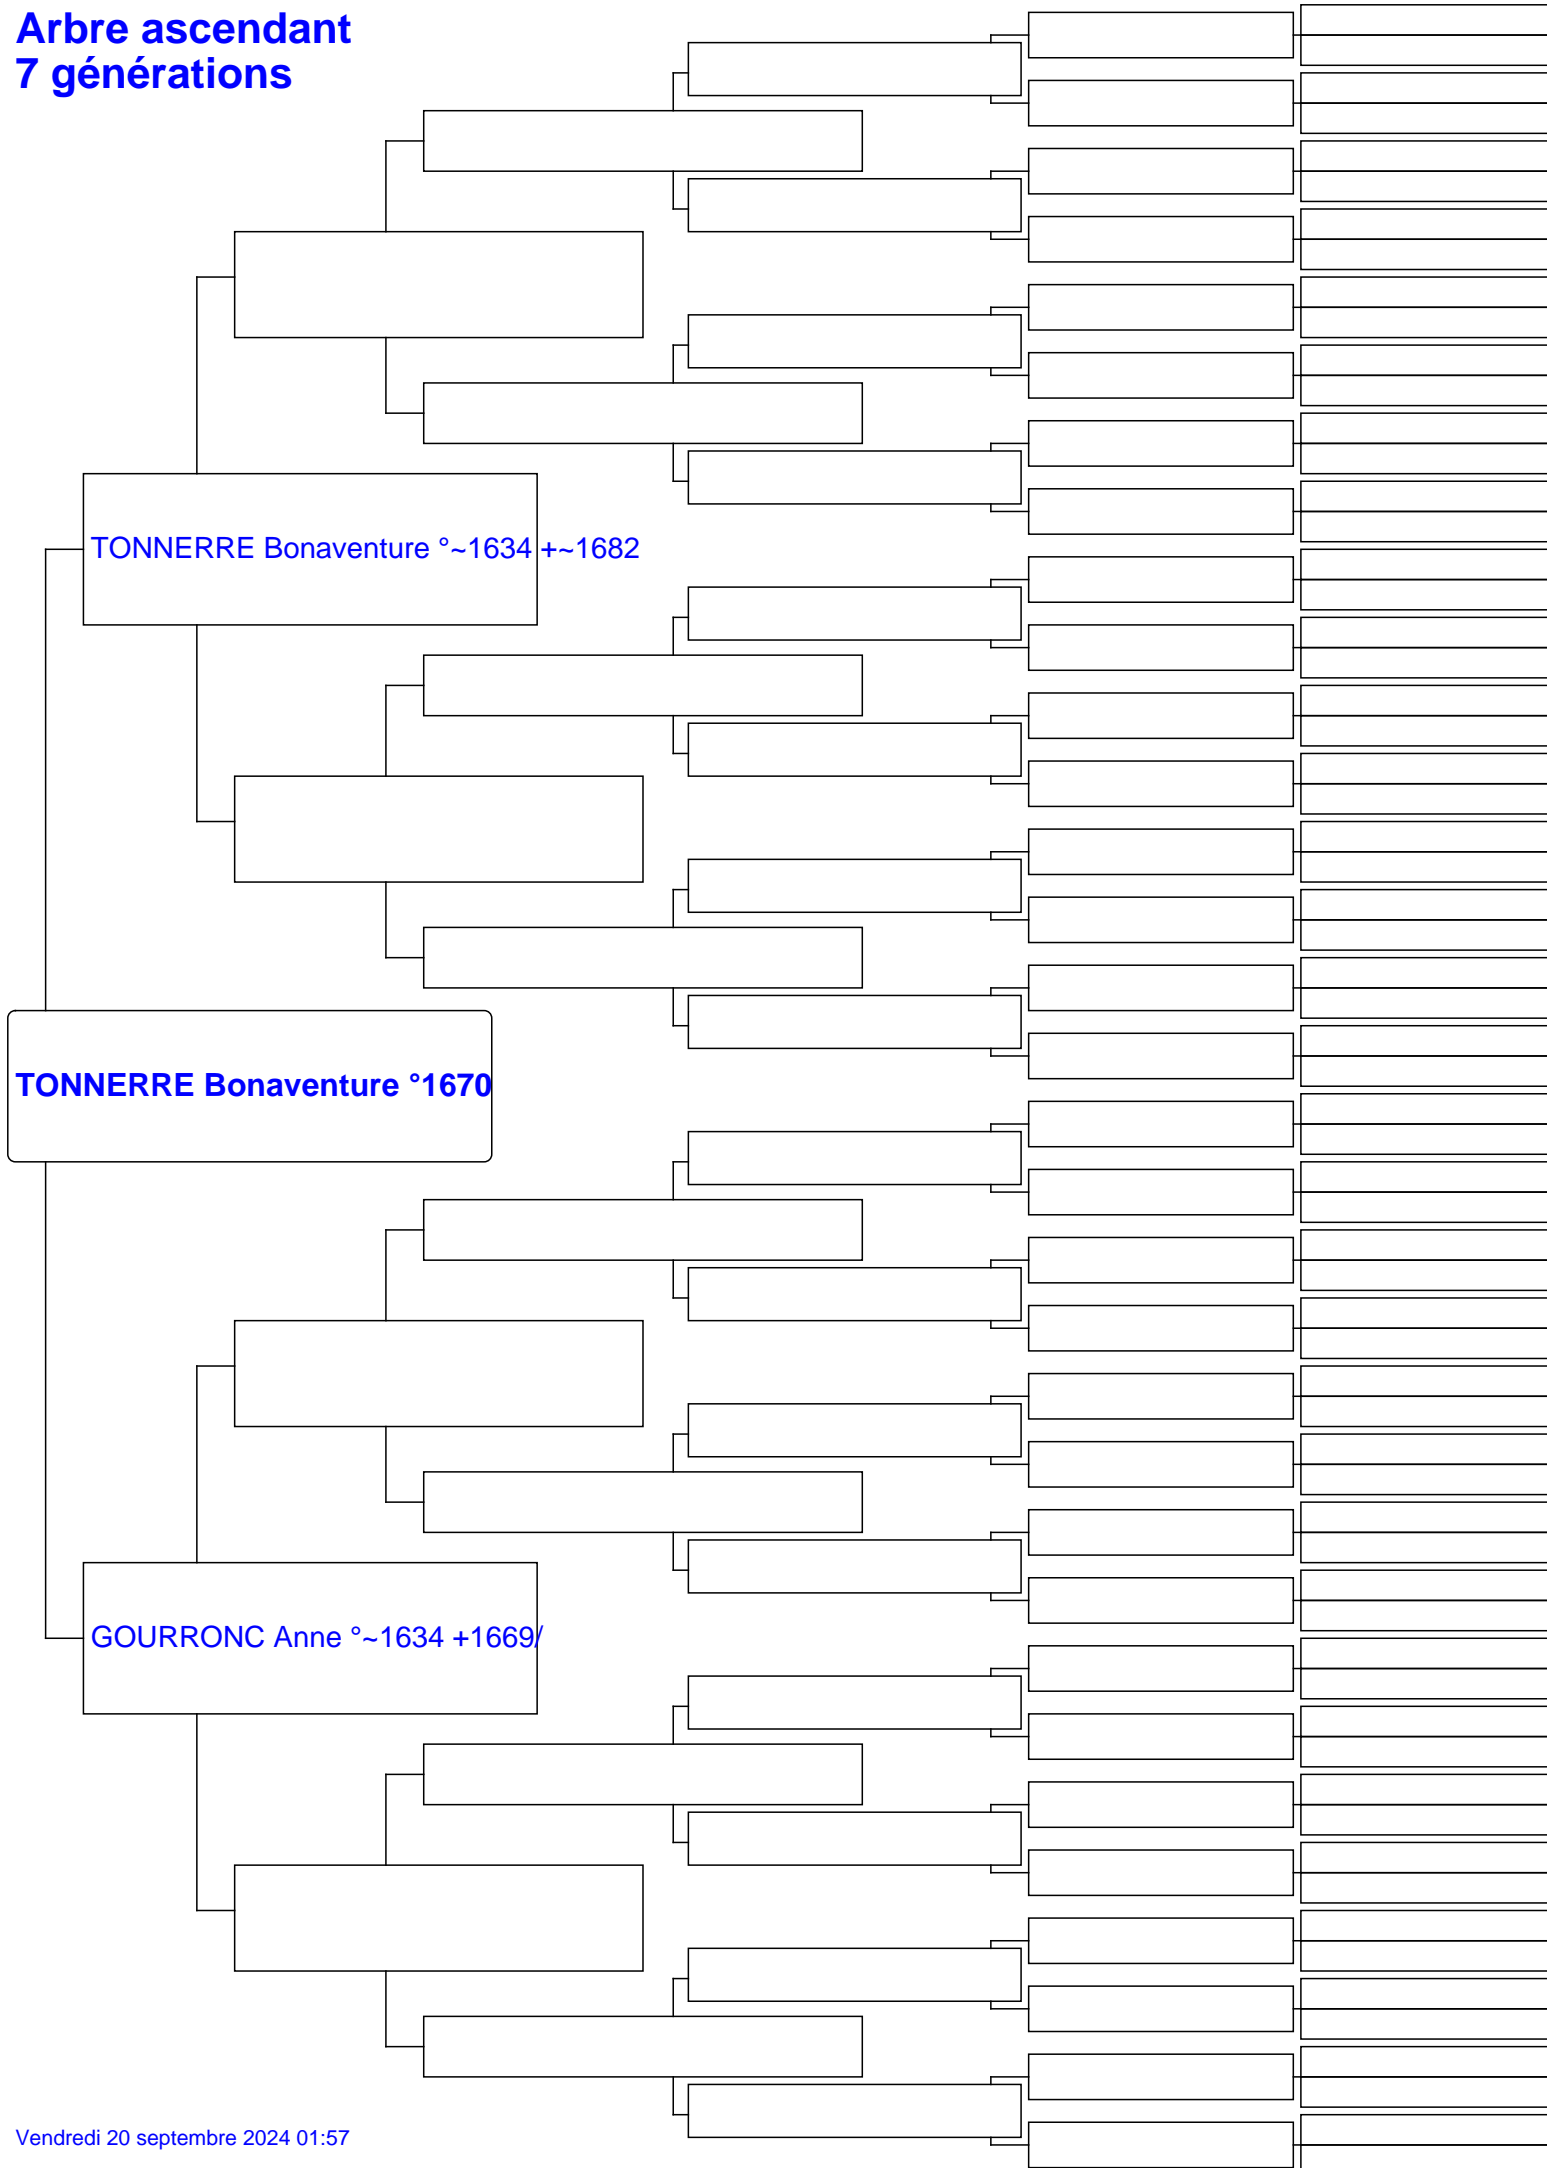 Arbre ascendant
7 générations
TONNERRE Bonaventure °~1634 +~1682
TONNERRE Bonaventure °1670
GOURRONC Anne °~1634 +1669/
Vendredi 20 septembre 2024 01:57